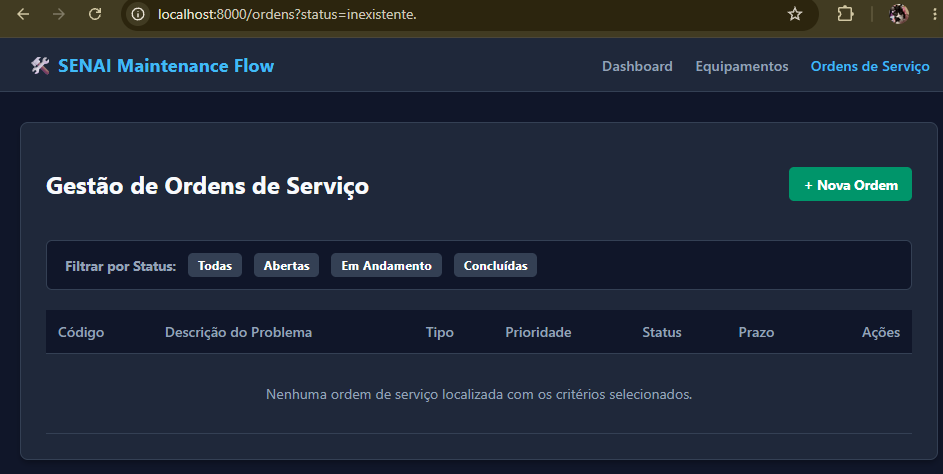 localhost:8000/ordens?status=inexistente.
SENAI Maintenance Flow
Dashboard Equipamentos Ordens de Serviço
Gestão de Ordens de Serviço
+ Nova Ordem
Filtrar por Status: Todas Abertas Em Andamento Concluídas
Código Descrição do Problema Tipo Prioridade Status Prazo Ações
Nenhuma ordem de serviço localizada com os critérios selecionados.